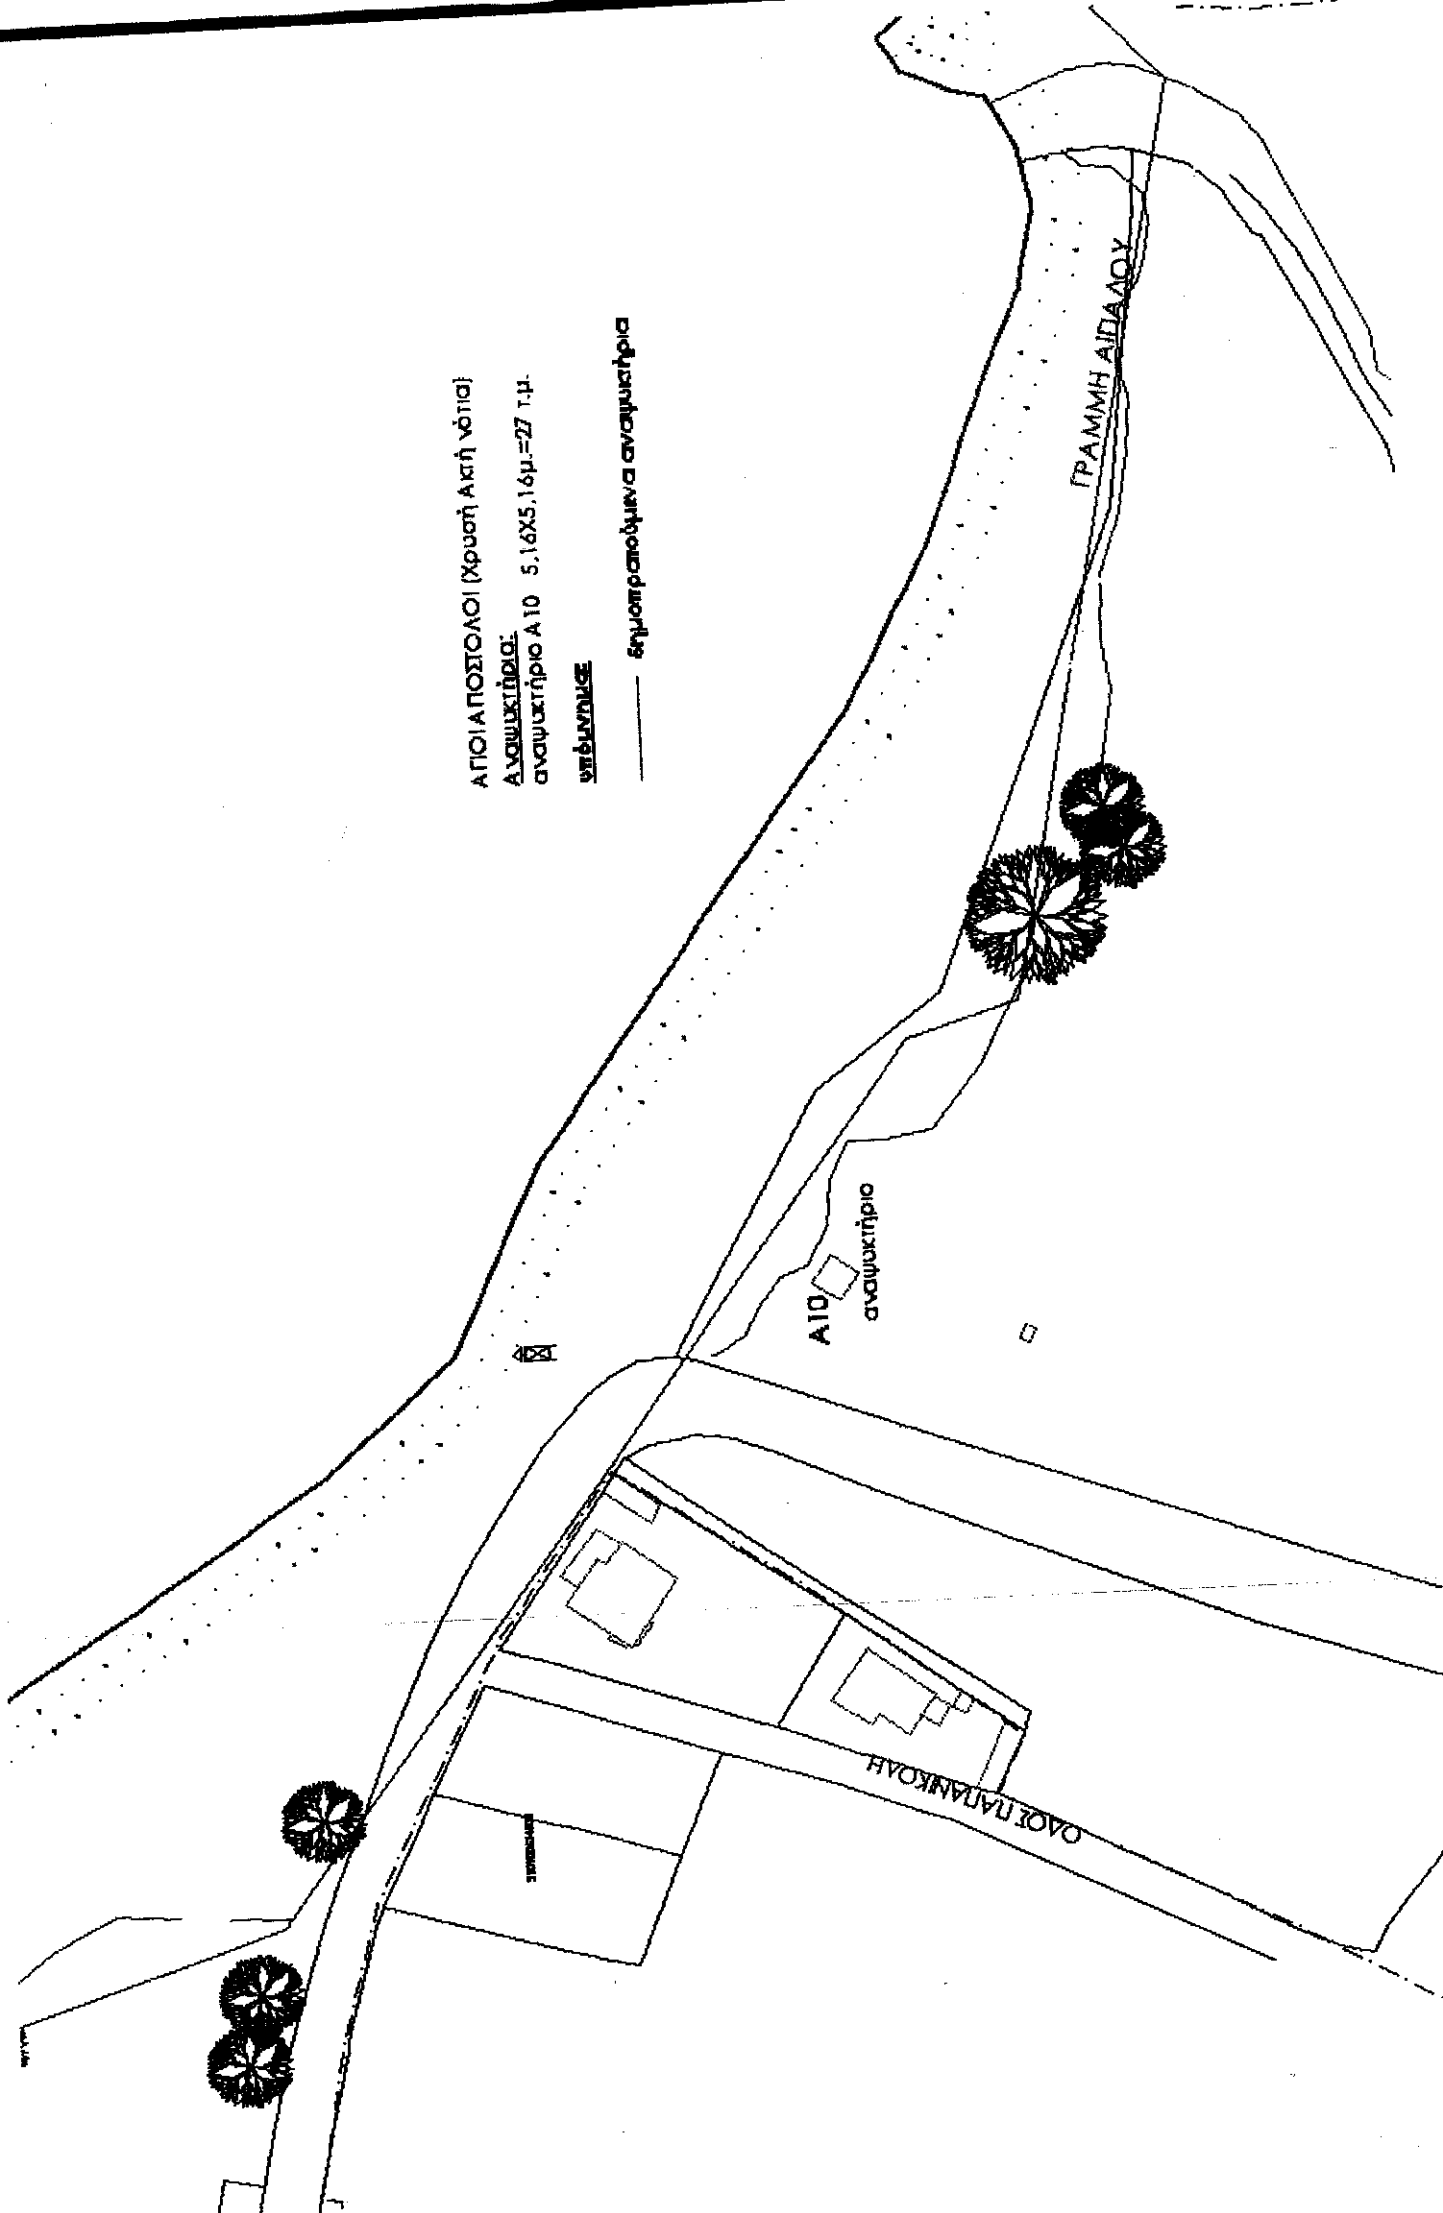 ΑΓΙΟΙ ΑΠΟΣΤΟΛΟΙ (Χρυσή Ακτή νότια)
Αναψυκτήρια:
αναψυκτήριο Α10 5,16Χ5,16μ.=27 τ.μ.
υπόμνημα:
δημοπρατούμενα αναψυκτήρια
ΓΡΑΜΜΗ ΑΙΓΙΑΛΟΥ
Α10
αναψυκτήριο
ΟΔΟΣ ΠΑΠΑΝΙΚΟΛΗ